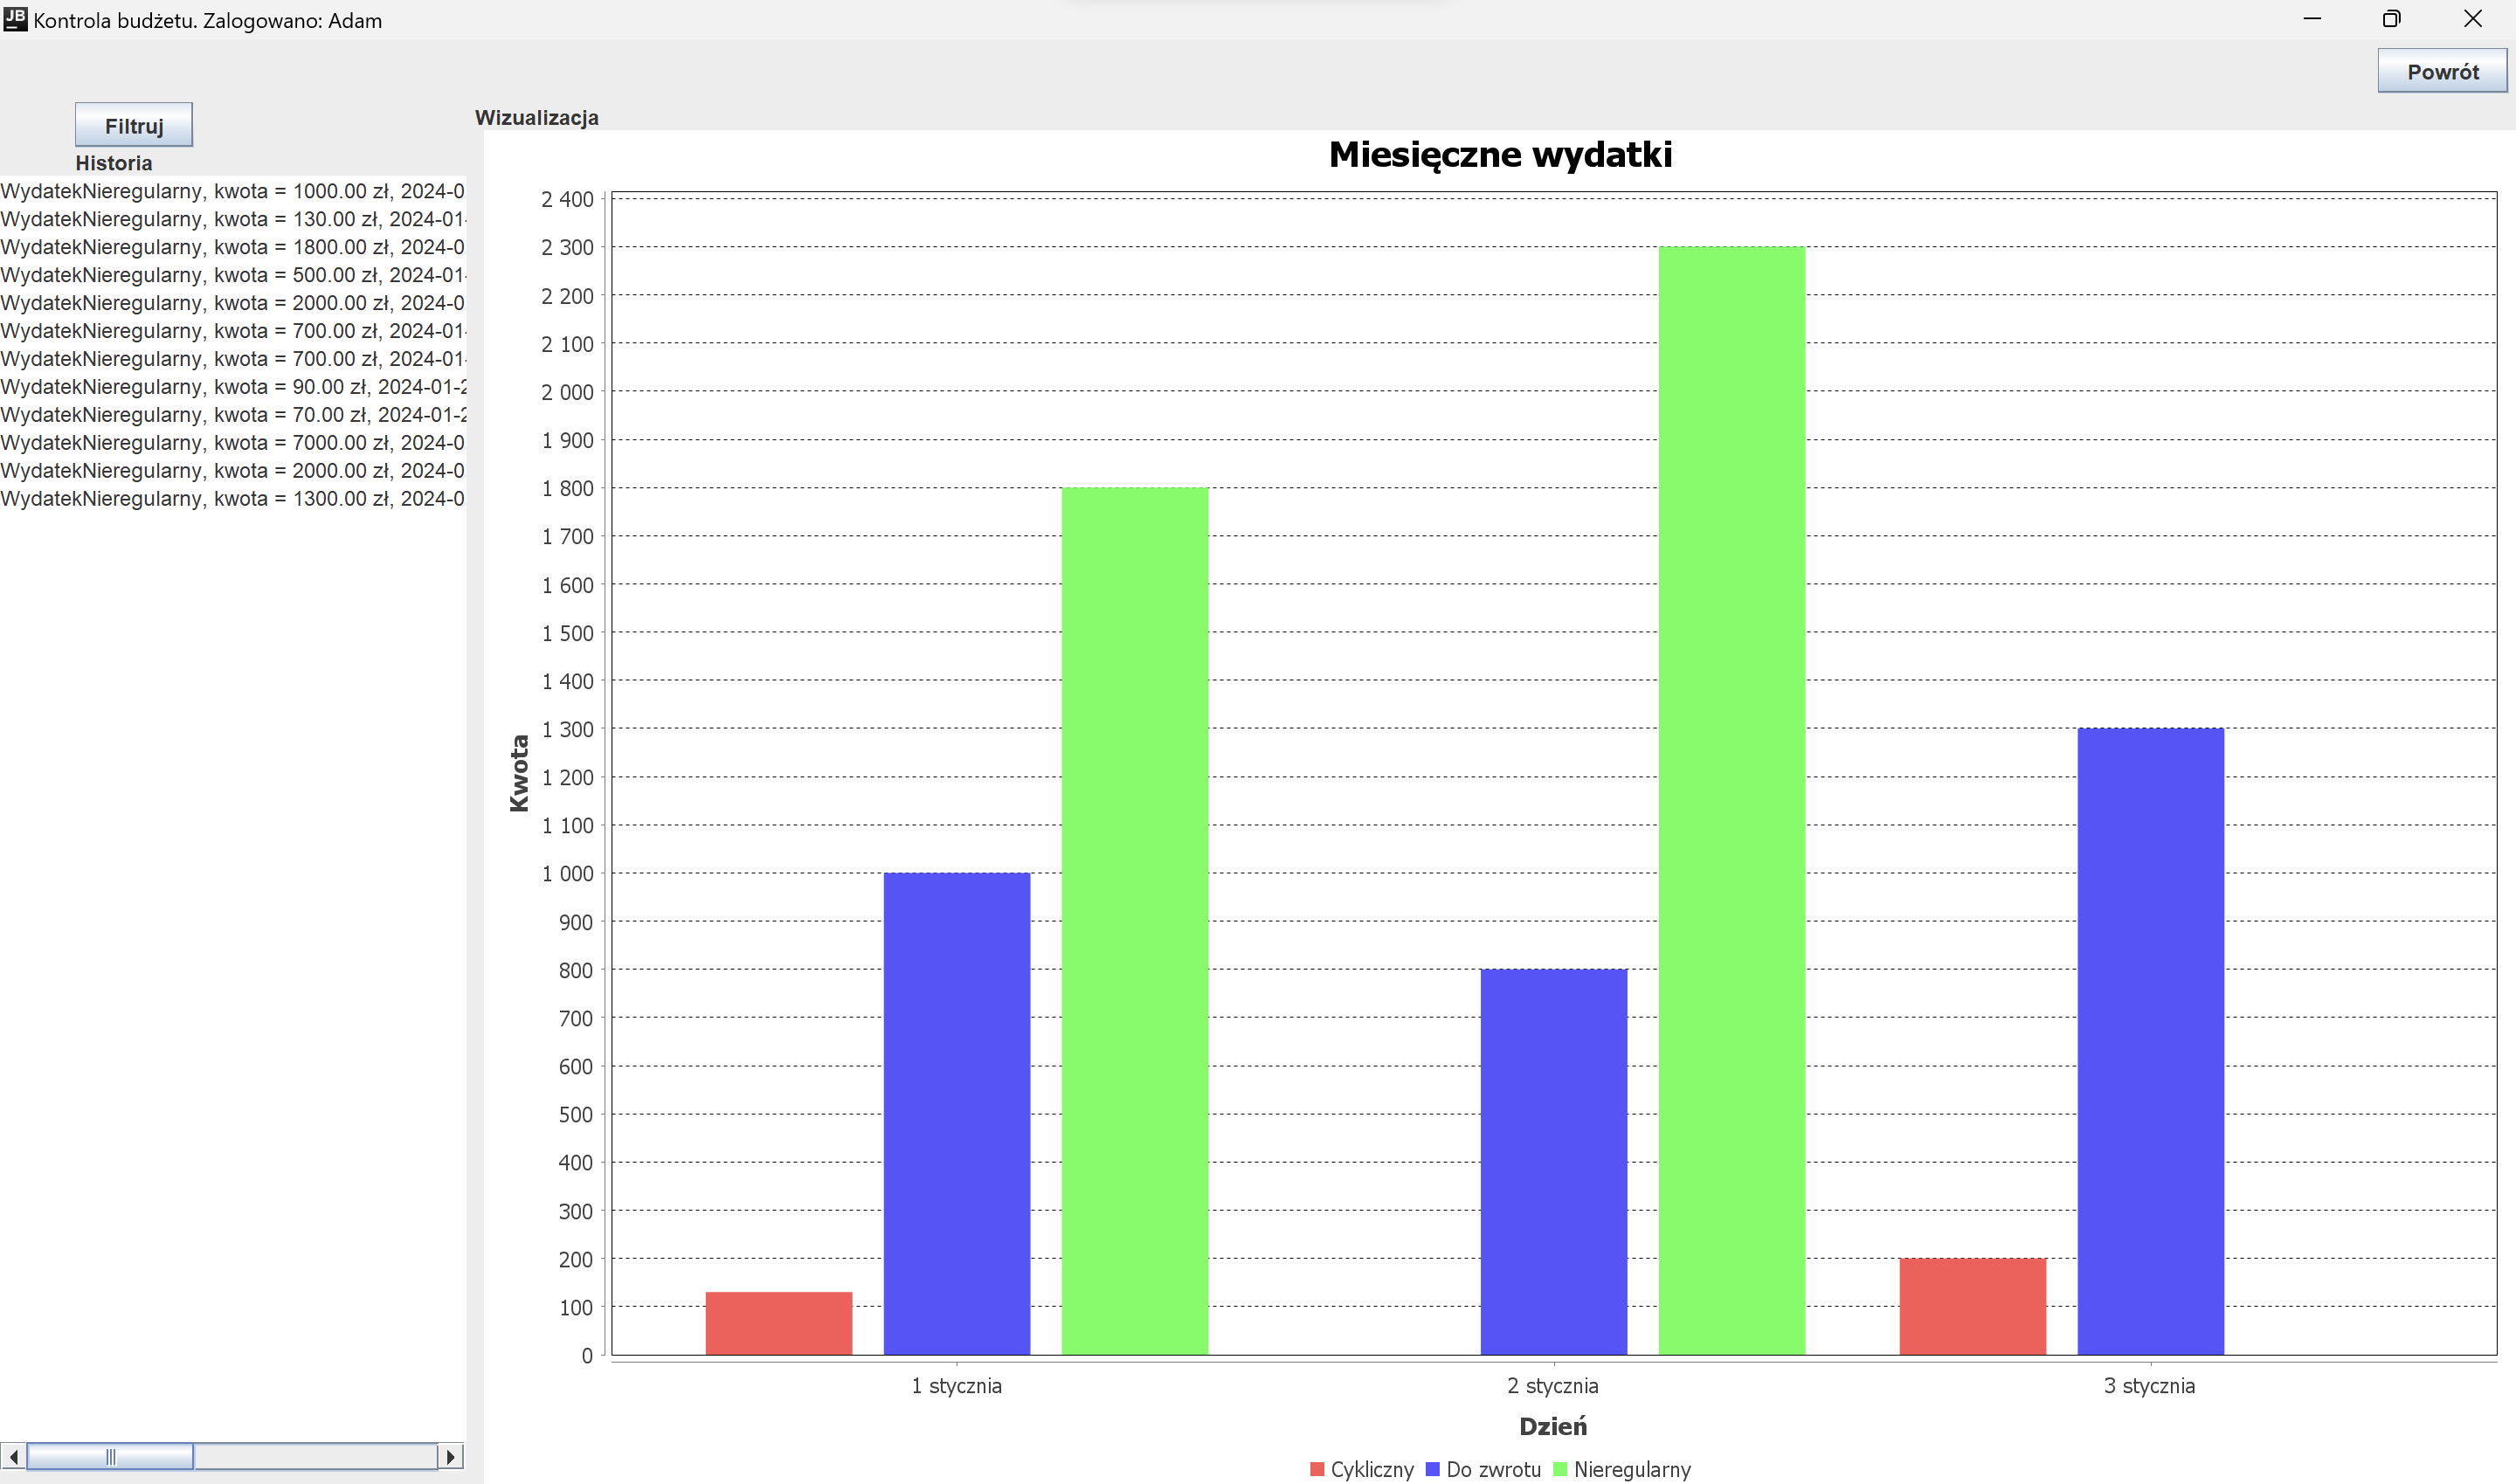 JB Kontrola budżetu. Zalogowano: Adam
Powrót
Filtruj
Historia
WydatekNieregularny, kwota = 1000.00 zł, 2024-0
WydatekNieregularny, kwota = 130.00 zł, 2024-01-
WydatekNieregularny, kwota = 1800.00 zł, 2024-0
WydatekNieregularny, kwota = 500.00 zł, 2024-01-
WydatekNieregularny, kwota = 2000.00 zł, 2024-0
WydatekNieregularny, kwota = 700.00 zł, 2024-01-
WydatekNieregularny, kwota = 700.00 zł, 2024-01-
WydatekNieregularny, kwota = 90.00 zł, 2024-01-2
WydatekNieregularny, kwota = 70.00 zł, 2024-01-2
WydatekNieregularny, kwota = 7000.00 zł, 2024-0
WydatekNieregularny, kwota = 2000.00 zł, 2024-0
WydatekNieregularny, kwota = 1300.00 zł, 2024-0
Wizualizacja
Miesięczne wydatki
Kwota
2 400
2 300
2 200
2 100
2 000
1 900
1 800
1 700
1 600
1 500
1 400
1 300
1 200
1 100
1 000
900
800
700
600
500
400
300
200
100
0
1 stycznia 2 stycznia 3 stycznia
Dzień
Cykliczny Do zwrotu Nieregularny